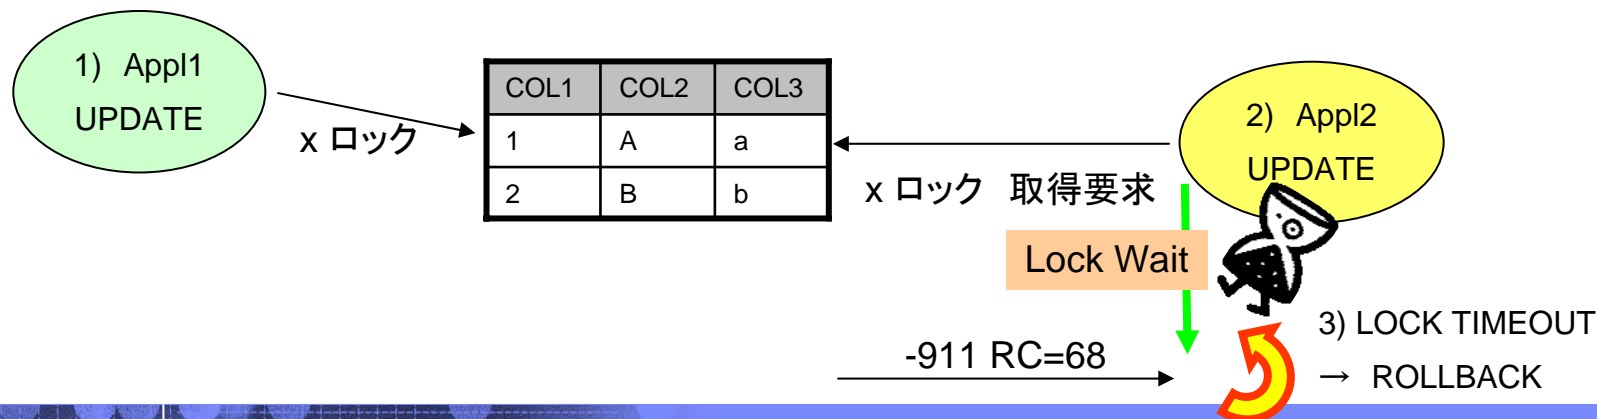 1) Appl1
UPDATE
x ロック
COL1 COL2 COL3
1 A a
2 B b
2) Appl2
UPDATE
x ロック 取得要求
Lock Wait
3) LOCK TIMEOUT
→ ROLLBACK
-911 RC=68